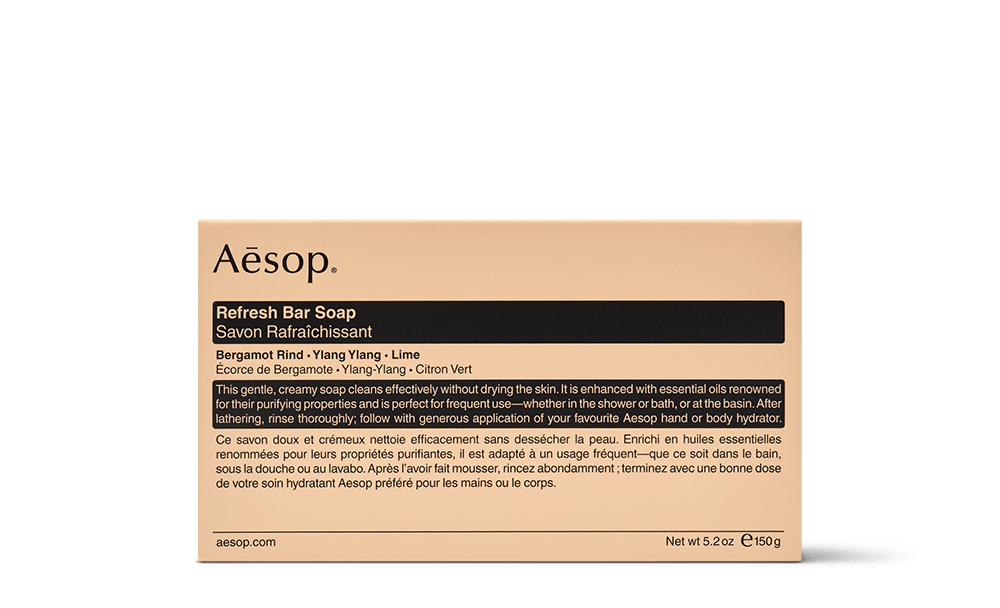 Aēsop®
Refresh Bar Soap
Savon Rafraîchissant
Bergamot Rind • Ylang Ylang • Lime
Écorce de Bergamote • Ylang-Ylang • Citron Vert
This gentle, creamy soap cleans effectively without drying the skin. It is enhanced with essential oils renowned
for their purifying properties and is perfect for frequent use—whether in the shower or bath, or at the basin. After
lathering, rinse thoroughly; follow with generous application of your favourite Aesop hand or body hydrator.
Ce savon doux et crémeux nettoie efficacement sans dessécher la peau. Enrichi en huiles essentielles
renommées pour leurs propriétés purifiantes, il est adapté à un usage fréquent—que ce soit dans le bain,
sous la douche ou au lavabo. Après l'avoir fait mousser, rincez abondamment ; terminez avec une bonne dose
de votre soin hydratant Aesop préféré pour les mains ou le corps.
aesop.com Net wt 5.2 oz ℮150 g